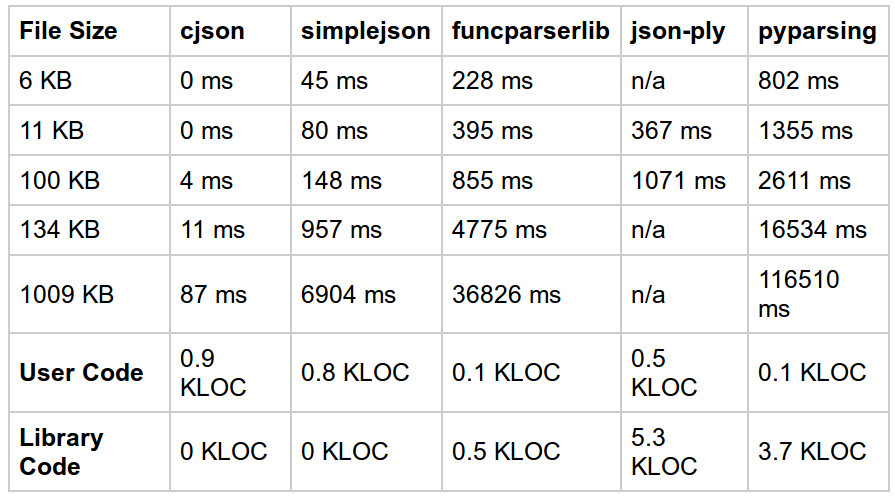 File Size cjson simplejson funcparserlib json-ply pyparsing
6 KB 0 ms 45 ms 228 ms n/a 802 ms
11 KB 0 ms 80 ms 395 ms 367 ms 1355 ms
100 KB 4 ms 148 ms 855 ms 1071 ms 2611 ms
134 KB 11 ms 957 ms 4775 ms n/a 16534 ms
1009 KB 87 ms 6904 ms 36826 ms n/a 116510 ms
User Code 0.9 KLOC 0.8 KLOC 0.1 KLOC 0.5 KLOC 0.1 KLOC
Library Code 0 KLOC 0 KLOC 0.5 KLOC 5.3 KLOC 3.7 KLOC